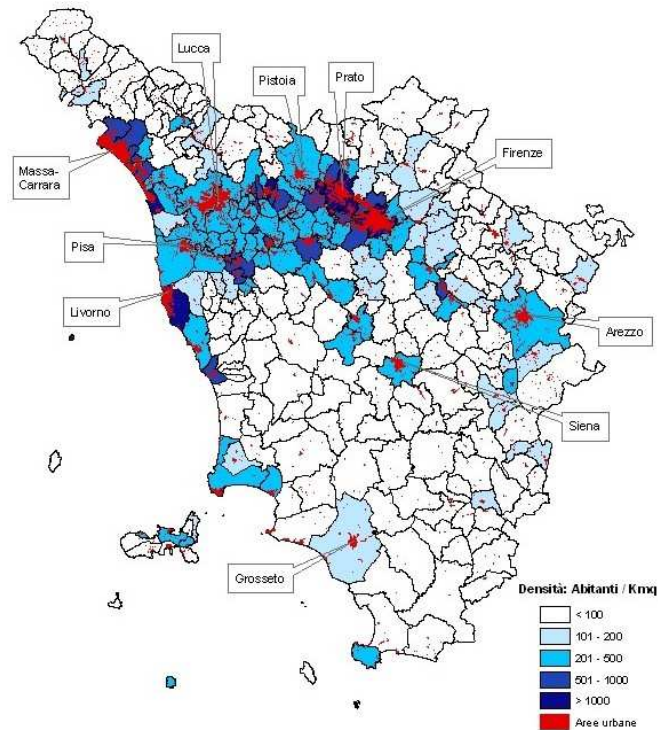 Lucca
Pistoia
Prato
Firenze
Massa-
Carrara
Pisa
Livorno
Arezzo
Siena
Grosseto
Densità: Abitanti / Kmq
< 100
101 - 200
201 - 500
501 - 1000
> 1000
Aree urbane